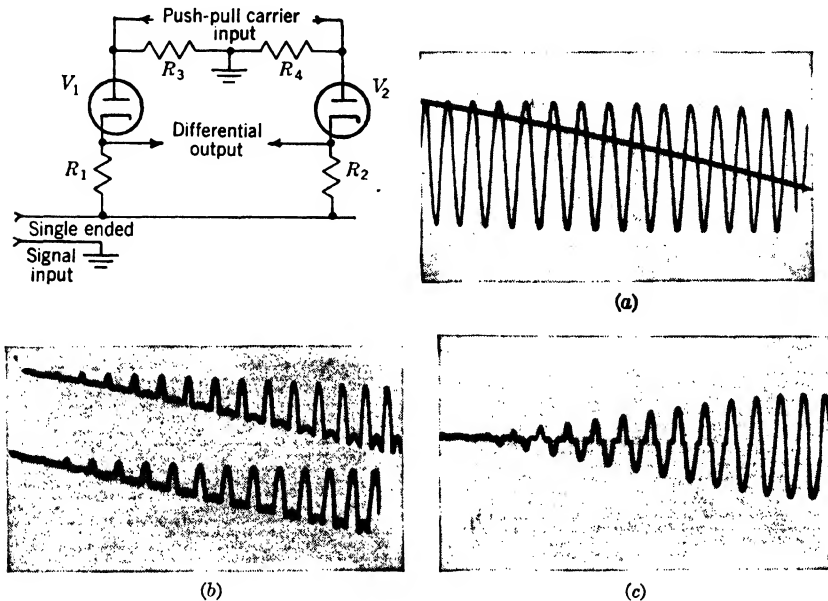 Push-pull carrier
input
R3
R4
V1
V2
Differential
output
R1
R2
Single ended
Signal
input
(a)
(b)
(c)